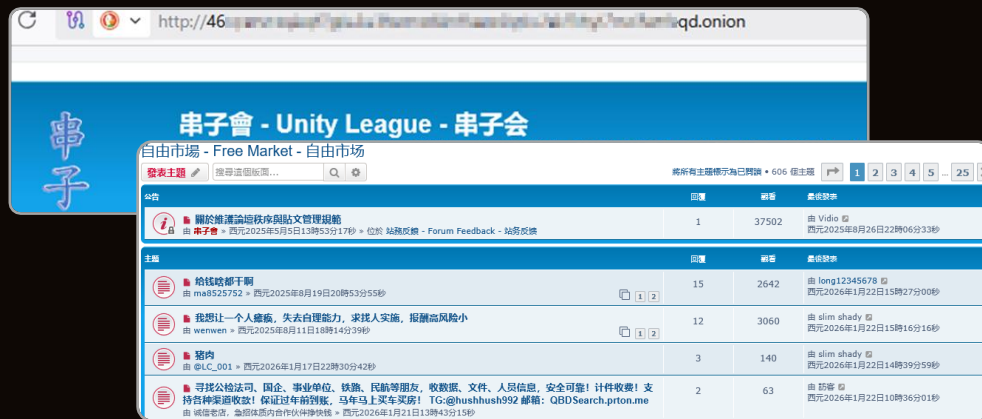 http://46
qd.onion
串子
串子會 - Unity League - 串子会
自由市場 - Free Market - 自由市场
發表主題
搜尋這個版面…
將所有主題標示為已閱讀 • 606 個主題
1 2 3 4 5 … 25
公告 回覆 觀看 最後發表
關於維護論壇秩序與貼文管理規範
由 串子會 » 西元2025年5月5日13時53分17秒 » 位於 站務反饋 - Forum Feedback - 站务反馈
1
37502
由 Vidio
西元2025年8月26日22時06分33秒
主題 回覆 觀看 最後發表
给钱啥都干啊
由 ma8525752 » 西元2025年8月19日20時53分55秒
1 2
15
2642
由 long12345678
西元2026年1月22日15時27分00秒
我想让一个人瘫痪，失去自理能力，求找人实施，报酬高风险小
由 wenwen » 西元2025年8月11日18時14分39秒
1 2
12
3060
由 slim shady
西元2026年1月22日15時16分16秒
猪肉
由 @LC_001 » 西元2026年1月17日22時30分42秒
3
140
由 slim shady
西元2026年1月22日14時39分59秒
寻找公检法司、国企、事业单位、铁路、民航等朋友，收数据、文件、人员信息，安全可靠！计件收费！支
持各种渠道收款！保证过年前到账，马年马上买车买房！ TG:@hushhush992 邮箱：QBDSearch.prton.me
由 诚信老店，急招体质内合作伙伴挣快钱 » 西元2026年1月21日13時43分15秒
2
63
由 訪客
西元2026年1月22日10時36分01秒